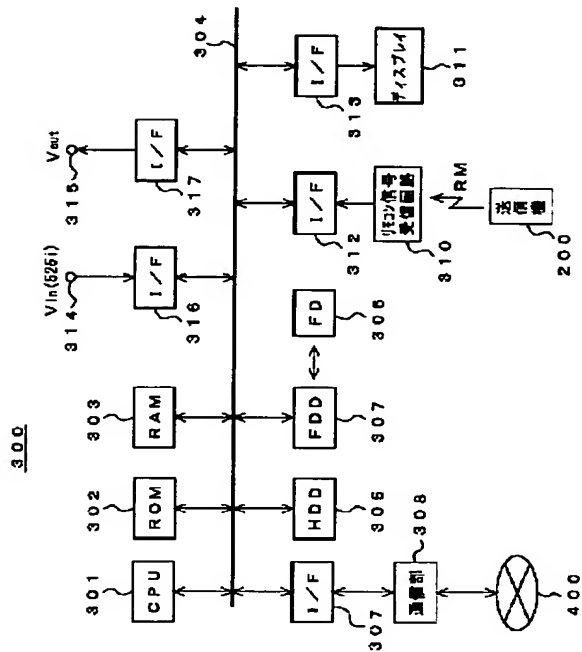 300
301
302
303
CPU
ROM
RAM
314
Vin(525i)
315
Vout
I/F
316
I/F
317
304
I/F
307
HDD
305
FDD
307
FD
306
I/F
312
I/F
313
通信部
308
リモコン信号
受信回路
310
ディスプレイ
311
RM
400
送信機
200